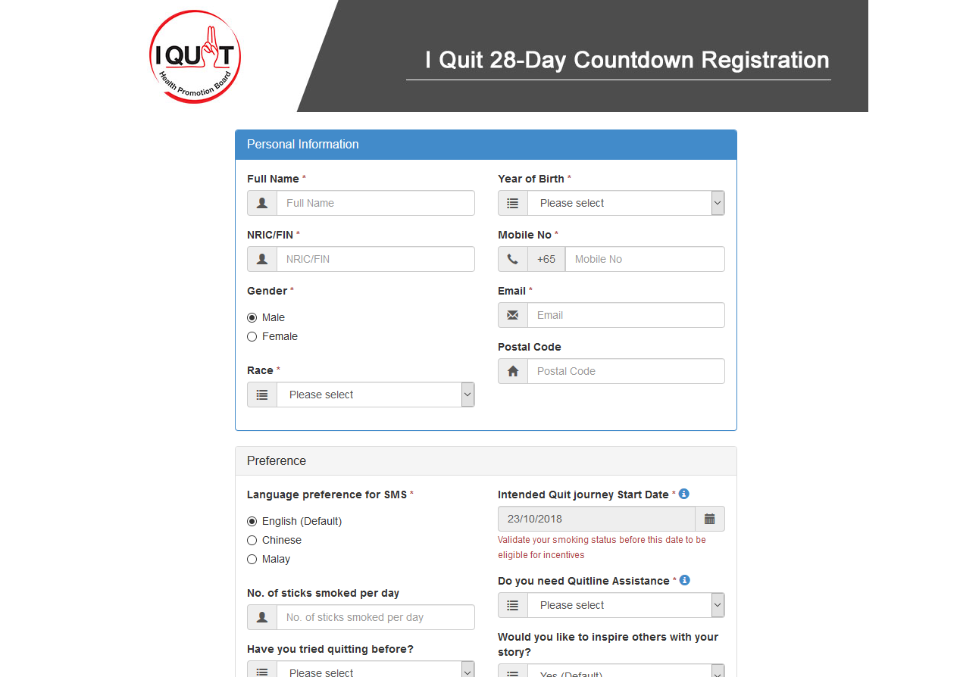 I QUIT
Health Promotion Board
I Quit 28-Day Countdown Registration
Personal Information
Full Name *
Full Name
NRIC/FIN *
NRIC/FIN
Gender *
Male
Female
Race *
Please select
Year of Birth *
Please select
Mobile No *
+65 Mobile No
Email *
Email
Postal Code
Postal Code
Preference
Language preference for SMS *
English (Default)
Chinese
Malay
No. of sticks smoked per day
No. of sticks smoked per day
Have you tried quitting before?
Please select
Intended Quit journey Start Date *
23/10/2018
Validate your smoking status before this date to be
eligible for incentives
Do you need Quitline Assistance *
Please select
Would you like to inspire others with your
story?
Yes (Default)